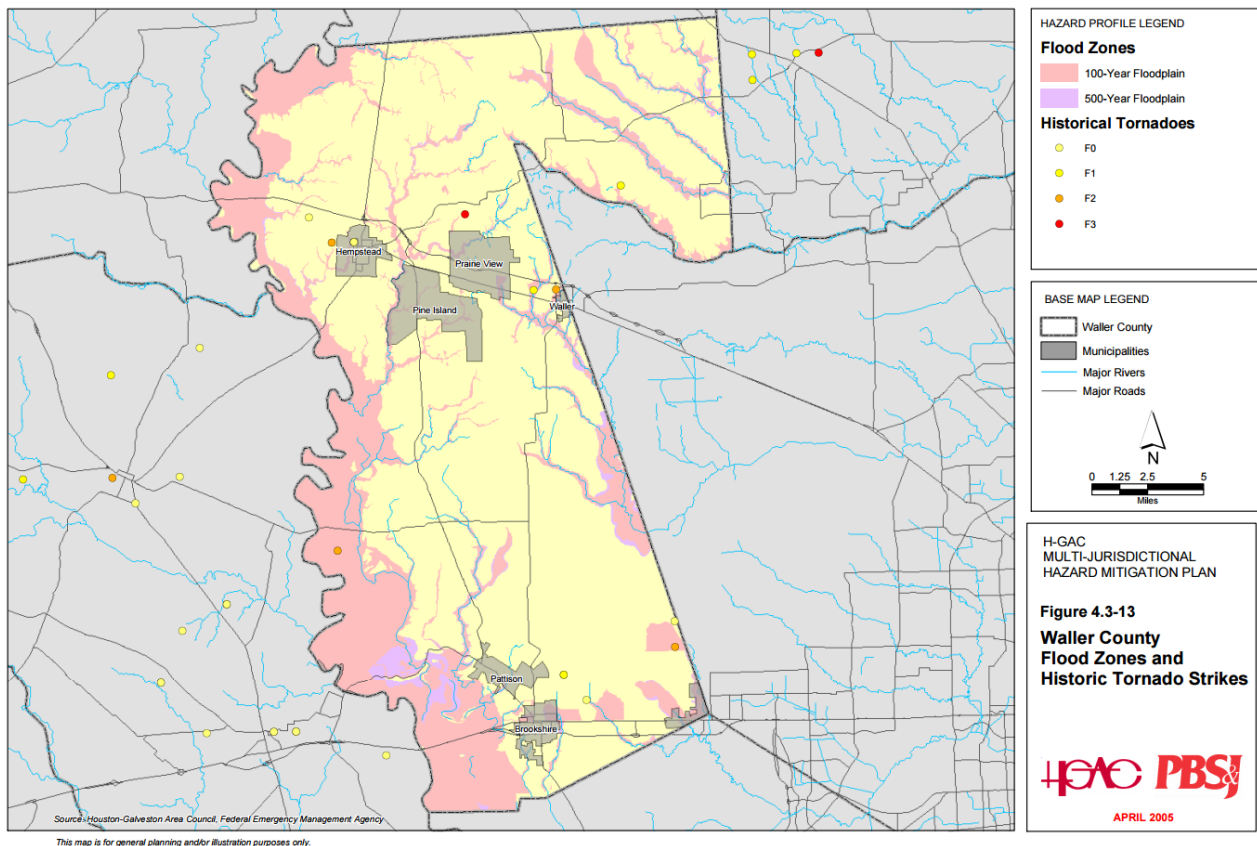 HAZARD PROFILE LEGEND
Flood Zones
100-Year Floodplain
500-Year Floodplain
Historical Tornadoes
F0
F1
F2
F3
BASE MAP LEGEND
Waller County
Municipalities
Major Rivers
Major Roads
N
0 1.25 2.5 5
Miles
H-GAC
MULTI-JURISDICTIONAL
HAZARD MITIGATION PLAN
Figure 4.3-13
Waller County
Flood Zones and
Historic Tornado Strikes
HGAC PBS&J
APRIL 2005
Hempstead
Prairie View
Pine Island
Waller
Pattison
Brookshire
Source: Houston-Galveston Area Council, Federal Emergency Management Agency
This map is for general planning and/or illustration purposes only.